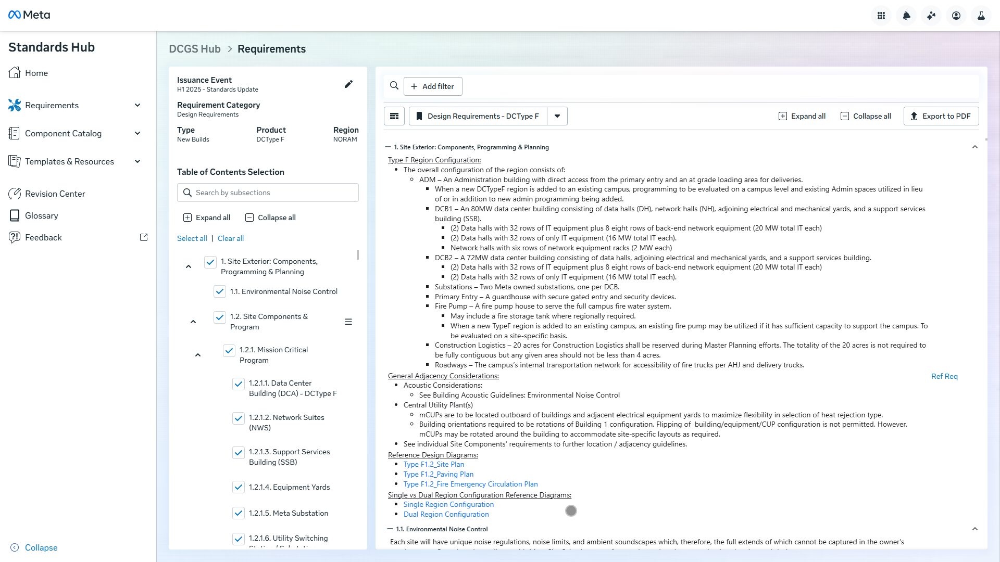 Meta
Standards Hub
Home
Requirements
Component Catalog
Templates & Resources
Revision Center
Glossary
Feedback
Collapse
DCGS Hub > Requirements
Issuance Event
H1 2025 - Standards Update
Requirement Category
Design Requirements
Type Product Region
New Builds DCType F NORAM
Table of Contents Selection
Search by subsections
Expand all Collapse all
Select all | Clear all
1. Site Exterior: Components,
Programming & Planning
1.1. Environmental Noise Control
1.2. Site Components &
Program
1.2.1. Mission Critical
Program
1.2.1.1. Data Center
Building (DCA) - DCType F
1.2.1.2. Network Suites
(NWS)
1.2.1.3. Support Services
Building (SSB)
1.2.1.4. Equipment Yards
1.2.1.5. Meta Substation
1.2.1.6. Utility Switching
Add filter
Design Requirements - DCType F
Expand all Collapse all Export to PDF
1. Site Exterior: Components, Programming & Planning
Type F Region Configuration:
• The overall configuration of the region consists of:
◦ ADM – An Administration building with direct access from the primary entry and an at grade loading area for deliveries.
▪ When a new DCTypeF region is added to an existing campus, programming to be evaluated on a campus level and existing Admin spaces utilized in lieu
of or in addition to new admin programming being added.
▪ DCB1 – An 80MW data center building consisting of data halls (DH), network halls (NH), adjoining electrical and mechanical yards, and a support services
building (SSB).
▪ (2) Data halls with 32 rows of IT equipment plus 8 eight rows of back-end network equipment (20 MW total IT each)
▪ (2) Data halls with 32 rows of only IT equipment (16 MW total IT each).
▪ Network halls with six rows of network equipment racks (2 MW each)
▪ DCB2 – A 72MW data center building consisting of data halls, adjoining electrical and mechanical yards, and a support services building.
▪ (2) Data halls with 32 rows of IT equipment plus 8 eight rows of back-end network equipment (20 MW total IT each)
▪ (2) Data halls with 32 rows of only IT equipment (16 MW total IT each).
▪ Substations – Two Meta owned substations, one per DCB.
▪ Primary Entry – A guardhouse with secure gated entry and security devices.
▪ Fire Pump – A fire pump house to serve the full campus fire water system.
▪ May include a fire storage tank where regionally required.
▪ When a new TypeF region is added to an existing campus, an existing fire pump may be utilized if it has sufficient capacity to support the campus. To
be evaluated on a site-specific basis.
▪ Construction Logistics – 20 acres for Construction Logistics shall be reserved during Master Planning efforts. The totality of the 20 acres is not required to
be fully contiguous but any given area should not be less than 4 acres.
▪ Roadways – The campus's internal transportation network for accessibility of fire trucks per AHJ and delivery trucks.
General Adjacency Considerations: Ref Req
• Acoustic Considerations:
◦ See Building Acoustic Guidelines: Environmental Noise Control
• Central Utility Plant(s)
◦ mCUPs are to be located outboard of buildings and adjacent electrical equipment yards to maximize flexibility in selection of heat rejection type.
◦ Building orientations required to be rotations of Building 1 configuration. Flipping of building/equipment/CUP configuration is not permitted. However,
mCUPs may be rotated around the building to accommodate site-specific layouts as required.
• See individual Site Components' requirements to further location / adjacency guidelines.
Reference Design Diagrams:
• Type F1.2_Site Plan
• Type F1.2_Paving Plan
• Type F1.2_Fire Emergency Circulation Plan
Single vs Dual Region Configuration Reference Diagrams:
• Single Region Configuration
• Dual Region Configuration
1.1. Environmental Noise Control
Each site will have unique noise regulations, noise limits, and ambient soundscapes which, therefore, the full extends of which cannot be captured in the owner's